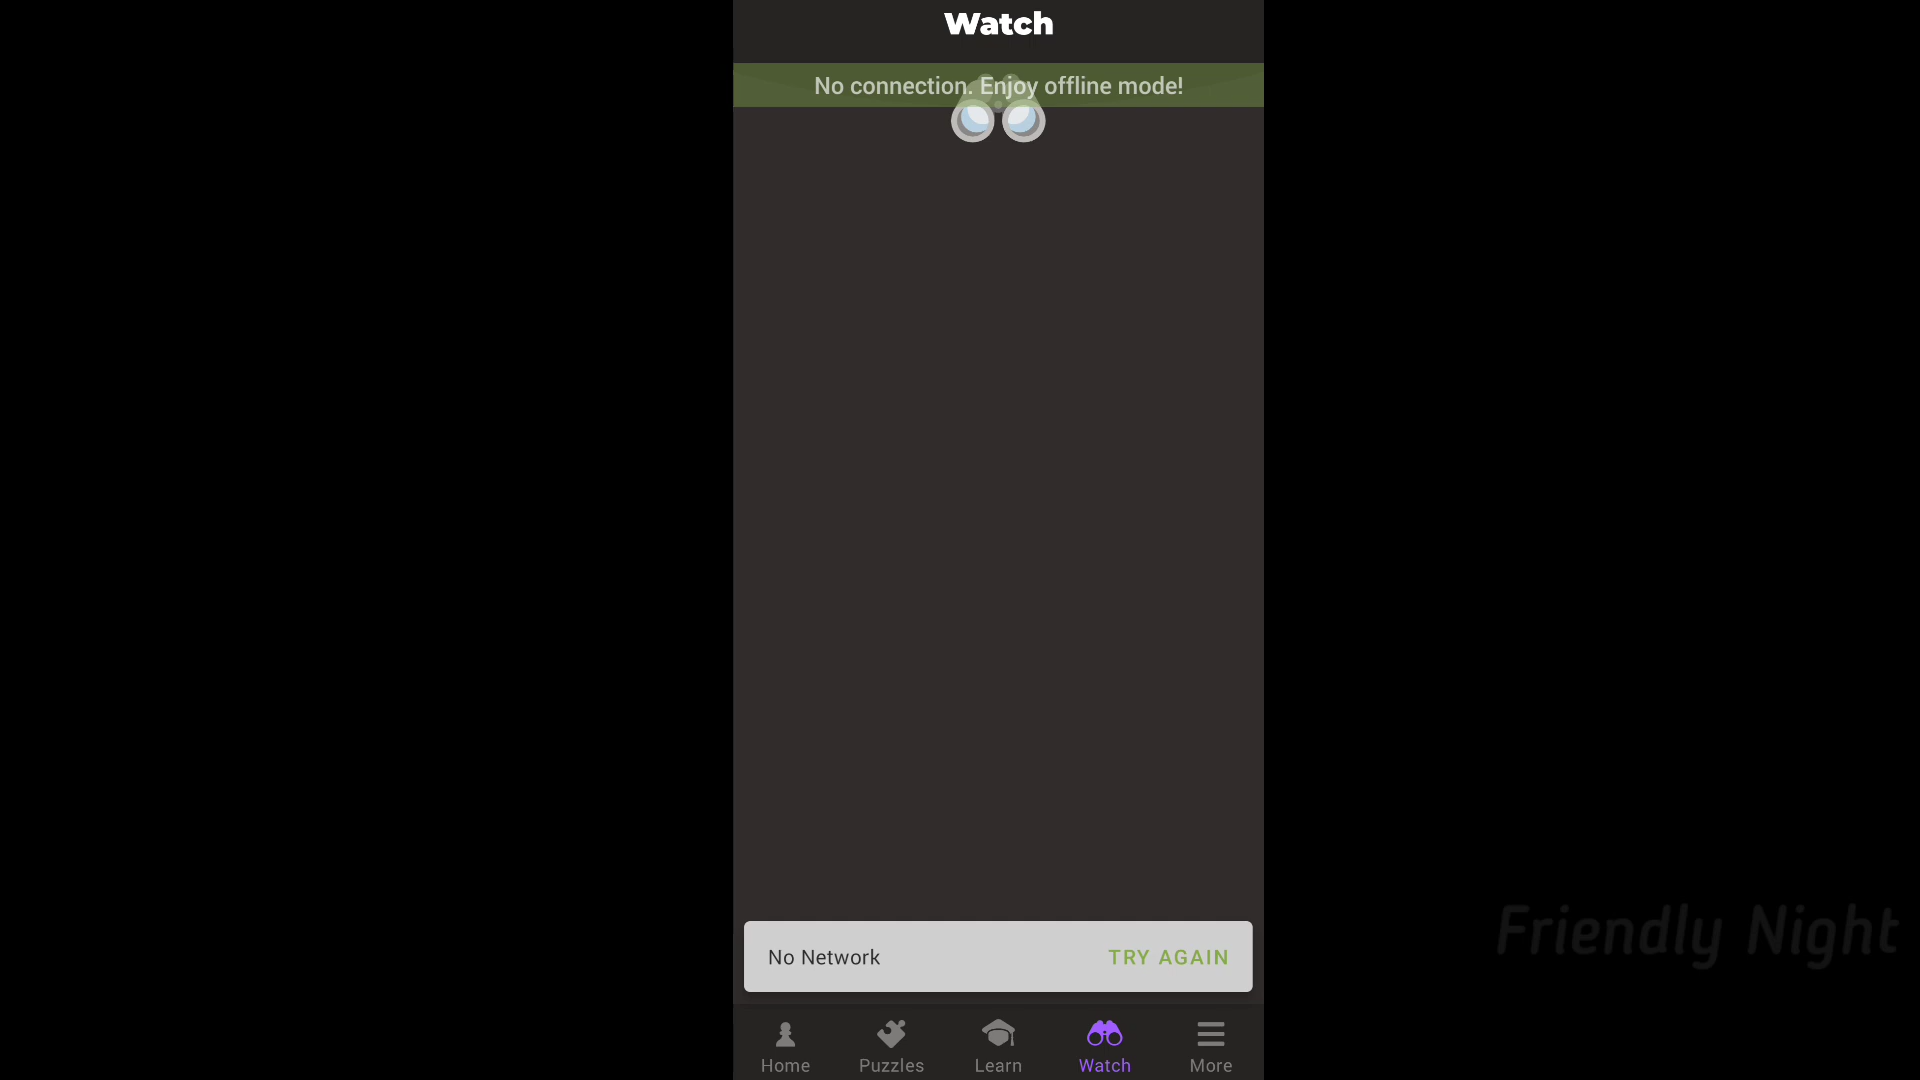 Watch
No connection. Enjoy offline mode!
No Network
TRY AGAIN
Home
Puzzles
Learn
Watch
More
Friendly Night